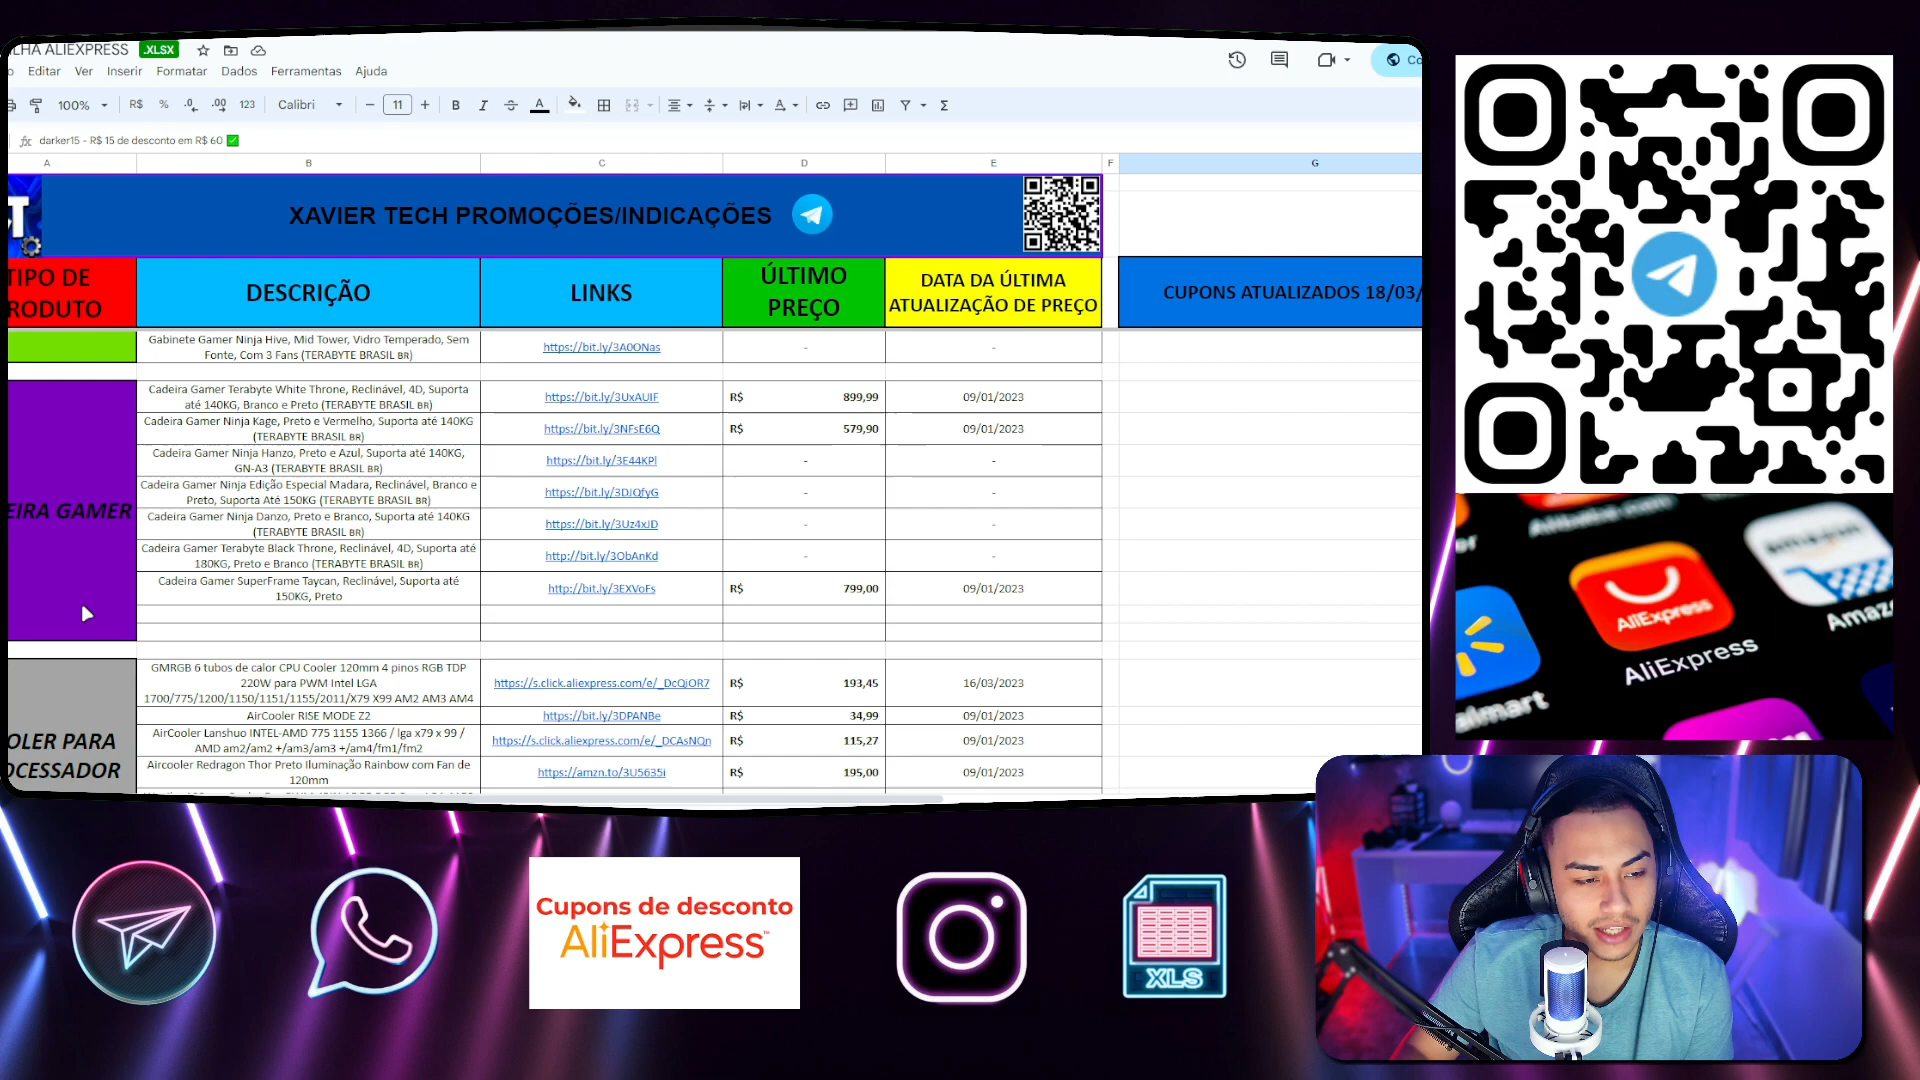 LHA ALIEXPRESS .XLSX
o Editar Ver Inserir Formatar Dados Ferramentas Ajuda
Co
100% R$ % .0 .00 123 Calibri 11 B I A
fx darker15 – R$ 15 de desconto em R$ 60
A B C D E F G
T
XAVIER TECH PROMOÇÕES/INDICAÇÕES
TIPO DE
RODUTO
DESCRIÇÃO
LINKS
ÚLTIMO
PREÇO
DATA DA ÚLTIMA
ATUALIZAÇÃO DE PREÇO
CUPONS ATUALIZADOS 18/03/
Gabinete Gamer Ninja Hive, Mid Tower, Vidro Temperado, Sem
Fonte, Com 3 Fans (TERABYTE BRASIL BR)
https://bit.ly/3A0ONas - -
EIRA GAMER
Cadeira Gamer Terabyte White Throne, Reclinável, 4D, Suporta
até 140KG, Branco e Preto (TERABYTE BRASIL BR)
https://bit.ly/3UxAUIF R$ 899,99 09/01/2023
Cadeira Gamer Ninja Kage, Preto e Vermelho, Suporta até 140KG
(TERABYTE BRASIL BR)
https://bit.ly/3NFsE6Q R$ 579,90 09/01/2023
Cadeira Gamer Ninja Hanzo, Preto e Azul, Suporta até 140KG,
GN-A3 (TERABYTE BRASIL BR)
https://bit.ly/3E44KPl - -
Cadeira Gamer Ninja Edição Especial Madara, Reclinável, Branco e
Preto, Suporta Até 150KG (TERABYTE BRASIL BR)
https://bit.ly/3DJQfyG - -
Cadeira Gamer Ninja Danzo, Preto e Branco, Suporta até 140KG
(TERABYTE BRASIL BR)
https://bit.ly/3Uz4xJD - -
Cadeira Gamer Terabyte Black Throne, Reclinável, 4D, Suporta até
180KG, Preto e Branco (TERABYTE BRASIL BR)
http://bit.ly/3ObAnKd - -
Cadeira Gamer SuperFrame Taycan, Reclinável, Suporta até
150KG, Preto
http://bit.ly/3EXVoFs R$ 799,00 09/01/2023
OLER PARA
OCESSADOR
GMRGB 6 tubos de calor CPU Cooler 120mm 4 pinos RGB TDP
220W para PWM Intel LGA
1700/775/1200/1150/1151/1155/2011/X79 X99 AM2 AM3 AM4
https://s.click.aliexpress.com/e/_DcQjOR7 R$ 193,45 16/03/2023
AirCooler RISE MODE Z2
https://bit.ly/3DPANBe R$ 34,99 09/01/2023
AirCooler Lanshuo INTEL-AMD 775 1155 1366 / lga x79 x 99 /
AMD am2/am2 +/am3/am3 +/am4/fm1/fm2
https://s.click.aliexpress.com/e/_DCAsNQn R$ 115,27 09/01/2023
Aircooler Redragon Thor Preto Iluminação Rainbow com Fan de
120mm
https://amzn.to/3U5635i R$ 195,00 09/01/2023
Alibaba.com
amazon
AliExpress
Amaz
AliExpress
almart
Cupons de desconto
AliExpress
XLS